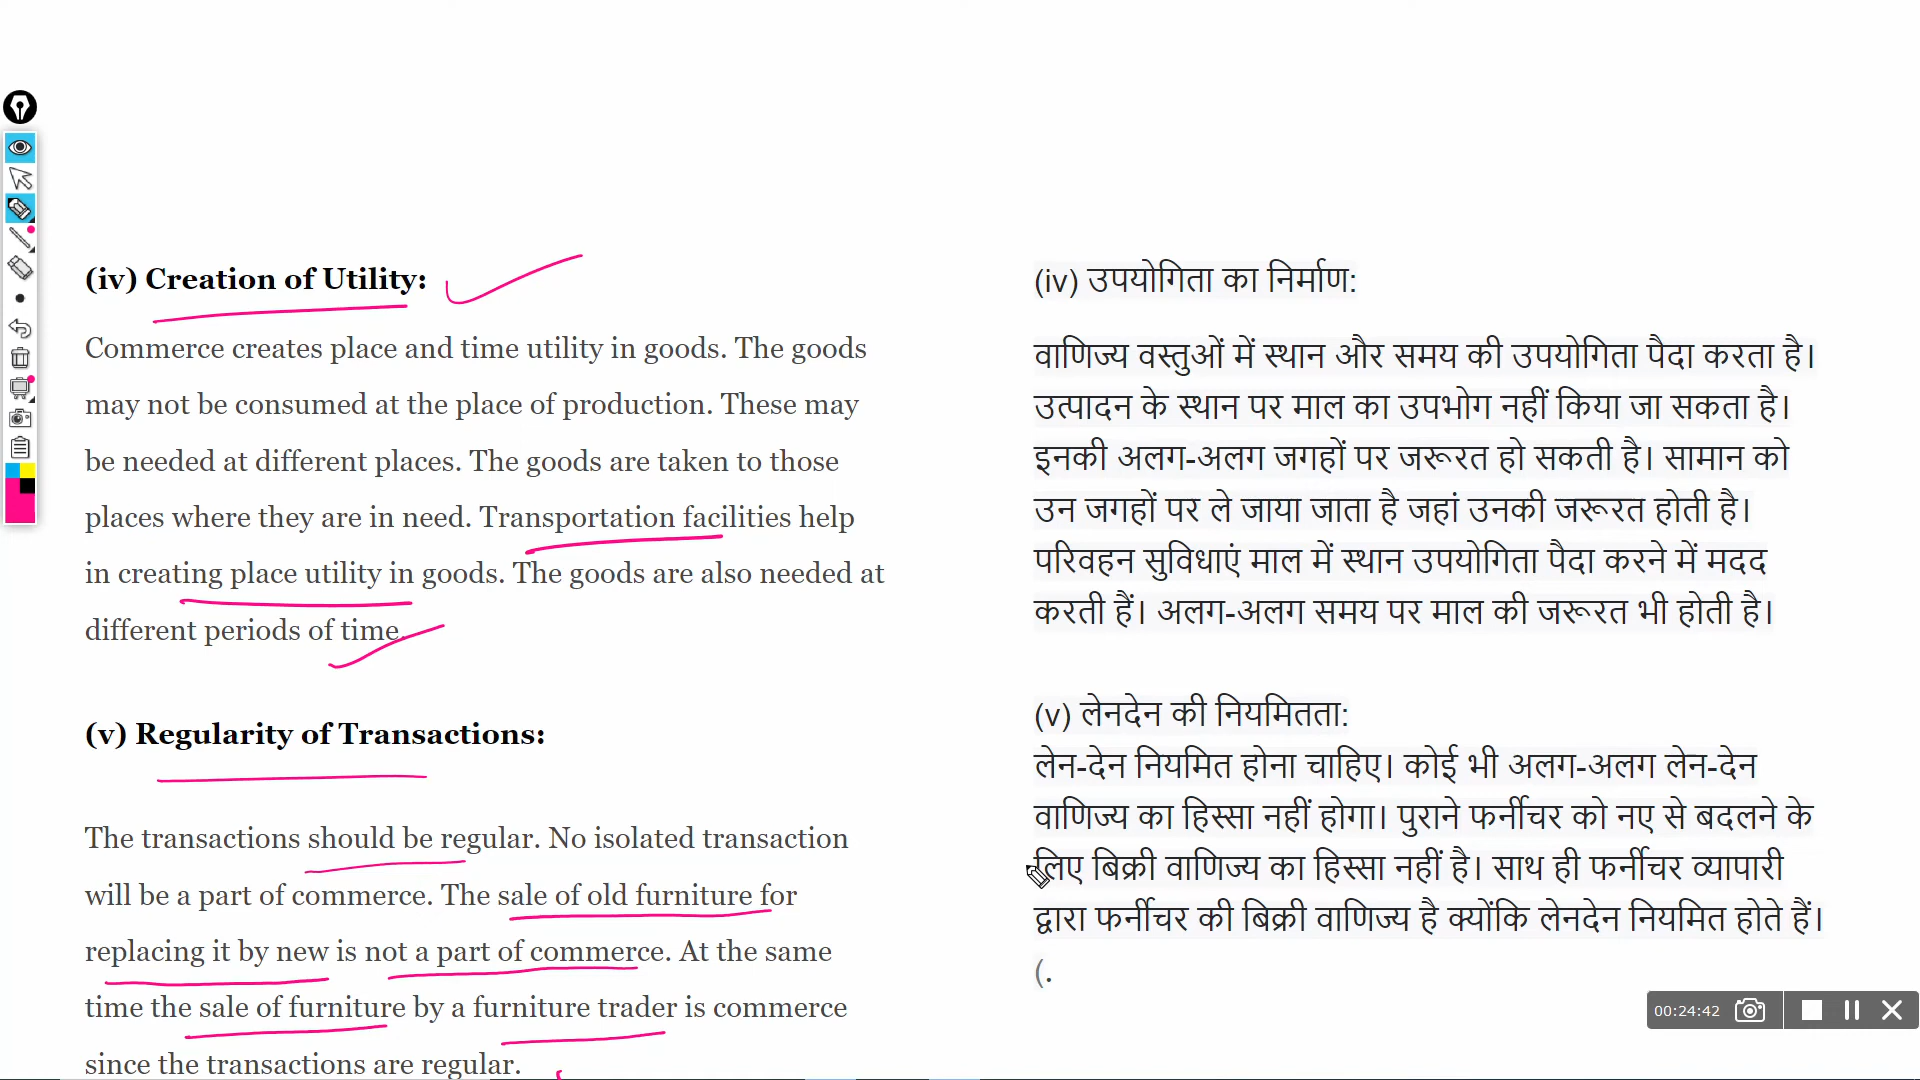 (iv) Creation of Utility:
Commerce creates place and time utility in goods. The goods
may not be consumed at the place of production. These may
be needed at different places. The goods are taken to those
places where they are in need. Transportation facilities help
in creating place utility in goods. The goods are also needed at
different periods of time.
(v) Regularity of Transactions:
The transactions should be regular. No isolated transaction
will be a part of commerce. The sale of old furniture for
replacing it by new is not a part of commerce. At the same
time the sale of furniture by a furniture trader is commerce
since the transactions are regular.
(iv) उपयोगिता का निर्माण:
वाणिज्य वस्तुओं में स्थान और समय की उपयोगिता पैदा करता है।
उत्पादन के स्थान पर माल का उपभोग नहीं किया जा सकता है।
इनकी अलग-अलग जगहों पर जरूरत हो सकती है। सामान को
उन जगहों पर ले जाया जाता है जहां उनकी जरूरत होती है।
परिवहन सुविधाएं माल में स्थान उपयोगिता पैदा करने में मदद
करती हैं। अलग-अलग समय पर माल की जरूरत भी होती है।
(v) लेनदेन की नियमितता:
लेन-देन नियमित होना चाहिए। कोई भी अलग-अलग लेन-देन
वाणिज्य का हिस्सा नहीं होगा। पुराने फर्नीचर को नए से बदलने के
लिए बिक्री वाणिज्य का हिस्सा नहीं है। साथ ही फर्नीचर व्यापारी
द्वारा फर्नीचर की बिक्री वाणिज्य है क्योंकि लेनदेन नियमित होते हैं।
(.
00:24:42